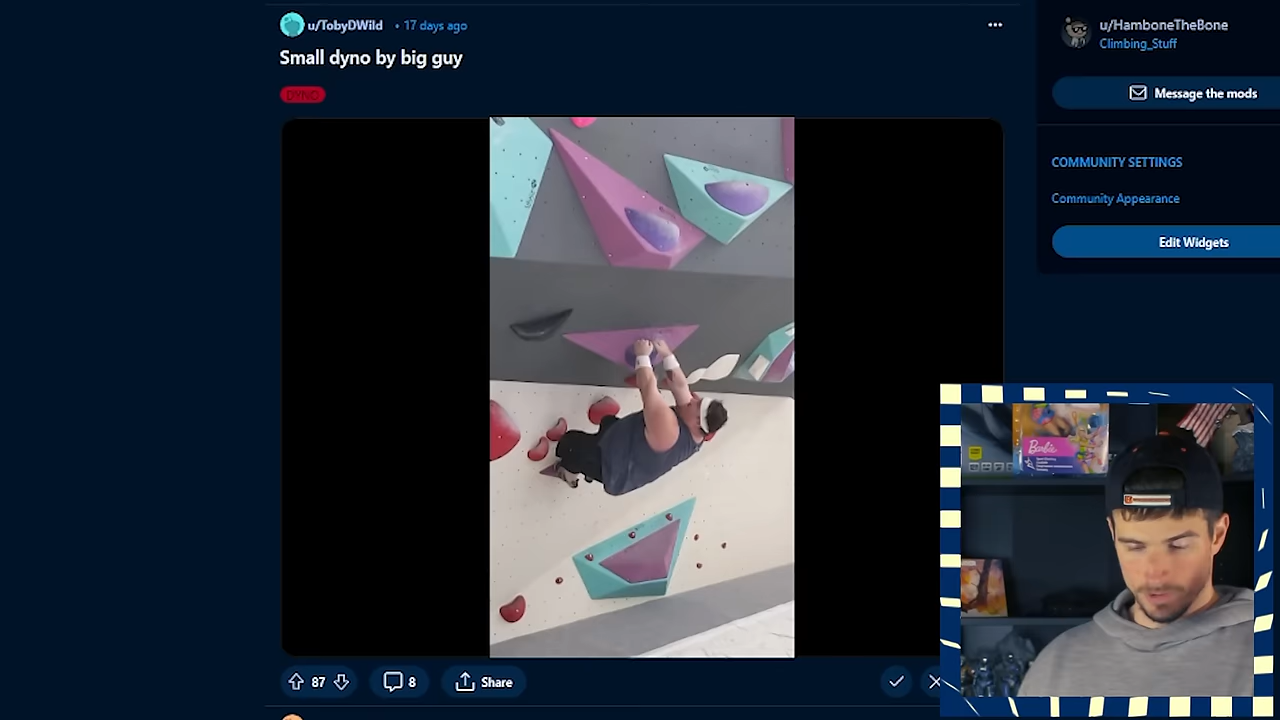 u/TobyDWild • 17 days ago
Small dyno by big guy
DYNO
87
8
Share
u/HamboneTheBone
Climbing_Stuff
Message the mods
COMMUNITY SETTINGS
Community Appearance
Edit Widgets
Barbie